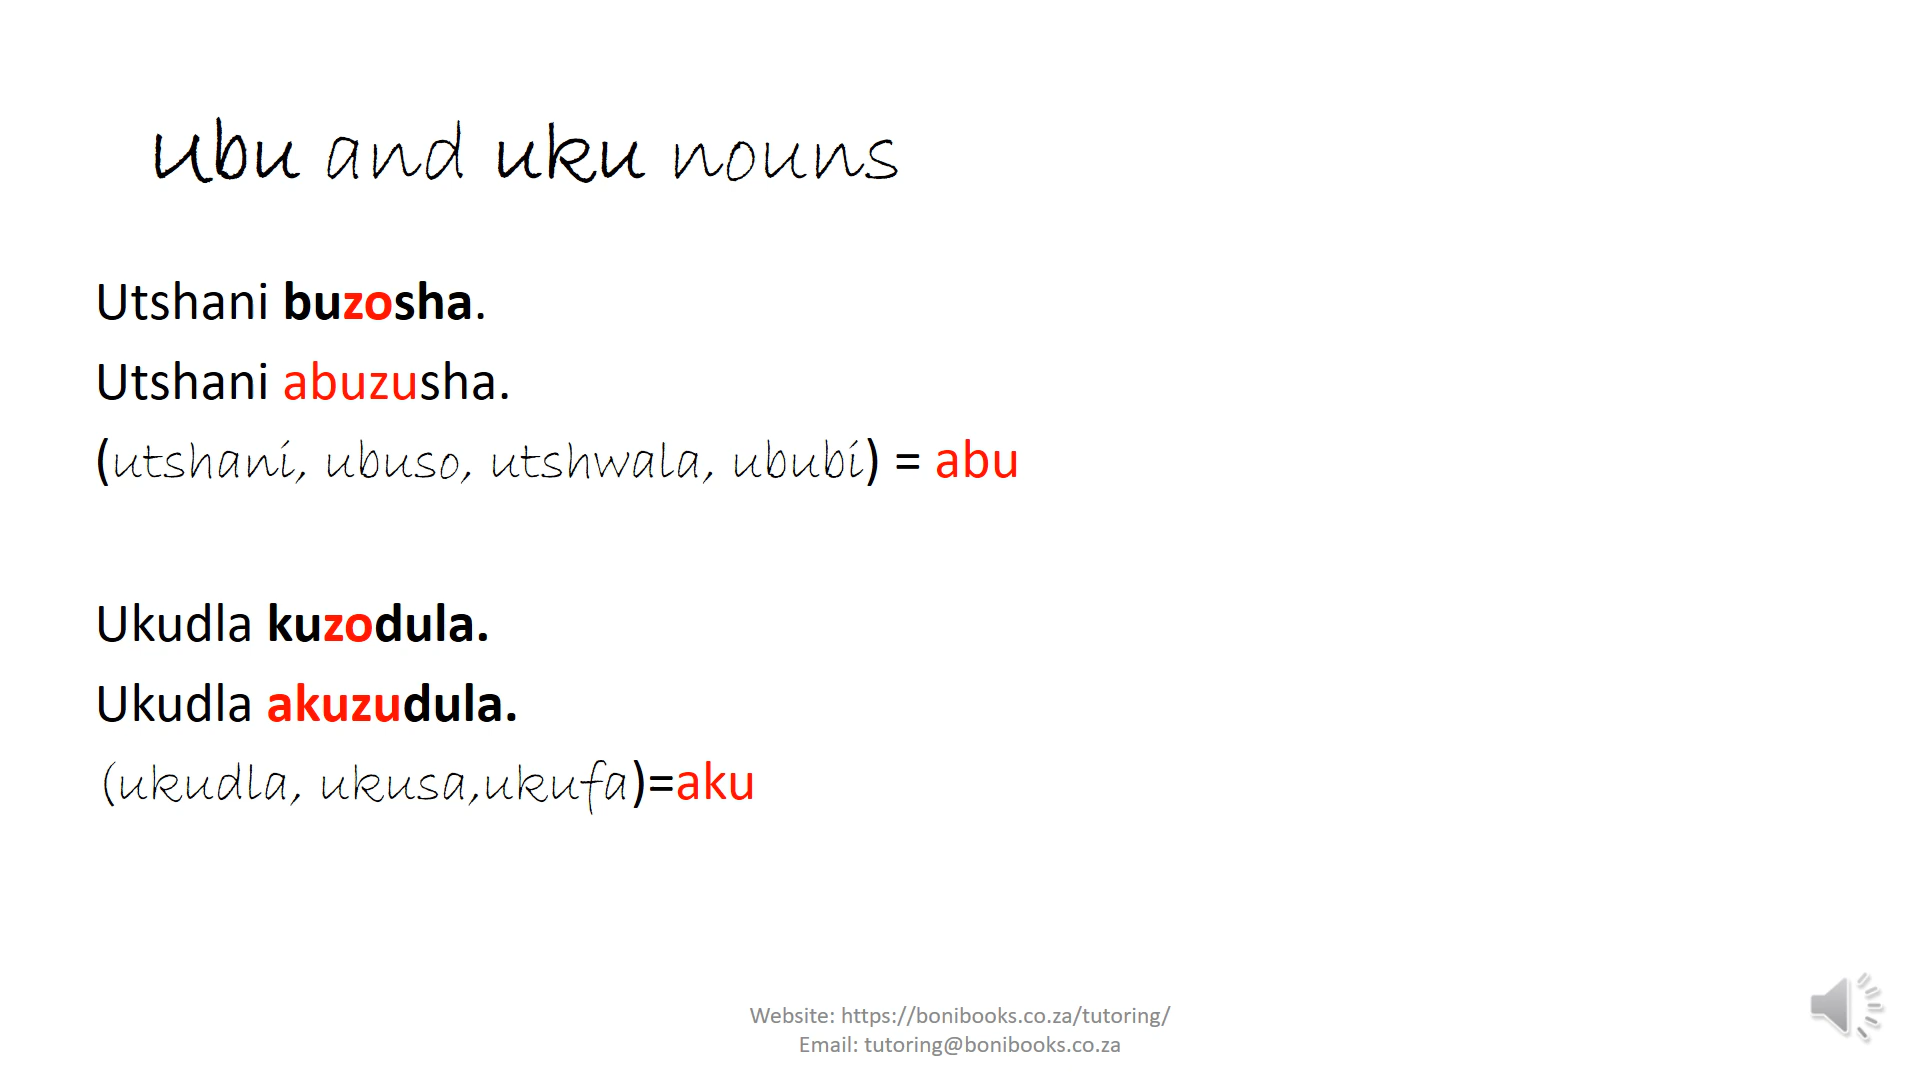 Ubu and uku nouns
Utshani buzosha.
Utshani abuzusha.
(utshani, ubuso, utshwala, ububi) = abu
Ukudla kuzodula.
Ukudla akuzudula.
(ukudla, ukusa,ukufa)=aku
Website: https://bonibooks.co.za/tutoring/
Email: tutoring@bonibooks.co.za